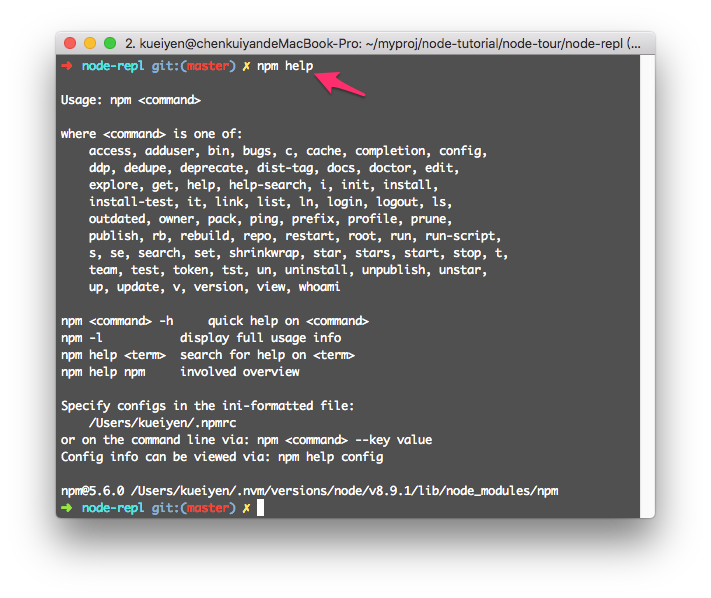 2. kueiyen@chenkuiyandeMacBook-Pro: ~/myproj/node-tutorial/node-tour/node-repl (...
➜ node-repl git:(master) ✗ npm help
Usage: npm <command>
where <command> is one of:
access, adduser, bin, bugs, c, cache, completion, config,
ddp, dedupe, deprecate, dist-tag, docs, doctor, edit,
explore, get, help, help-search, i, init, install,
install-test, it, link, list, ln, login, logout, ls,
outdated, owner, pack, ping, prefix, profile, prune,
publish, rb, rebuild, repo, restart, root, run, run-script,
s, se, search, set, shrinkwrap, star, stars, start, stop, t,
team, test, token, tst, un, uninstall, unpublish, unstar,
up, update, v, version, view, whoami
npm <command> -h     quick help on <command>
npm -l           display full usage info
npm help <term>  search for help on <term>
npm help npm     involved overview
Specify configs in the ini-formatted file:
/Users/kueiyen/.npmrc
or on the command line via: npm <command> --key value
Config info can be viewed via: npm help config
npm@5.6.0 /Users/kueiyen/.nvm/versions/node/v8.9.1/lib/node_modules/npm
➜ node-repl git:(master) ✗